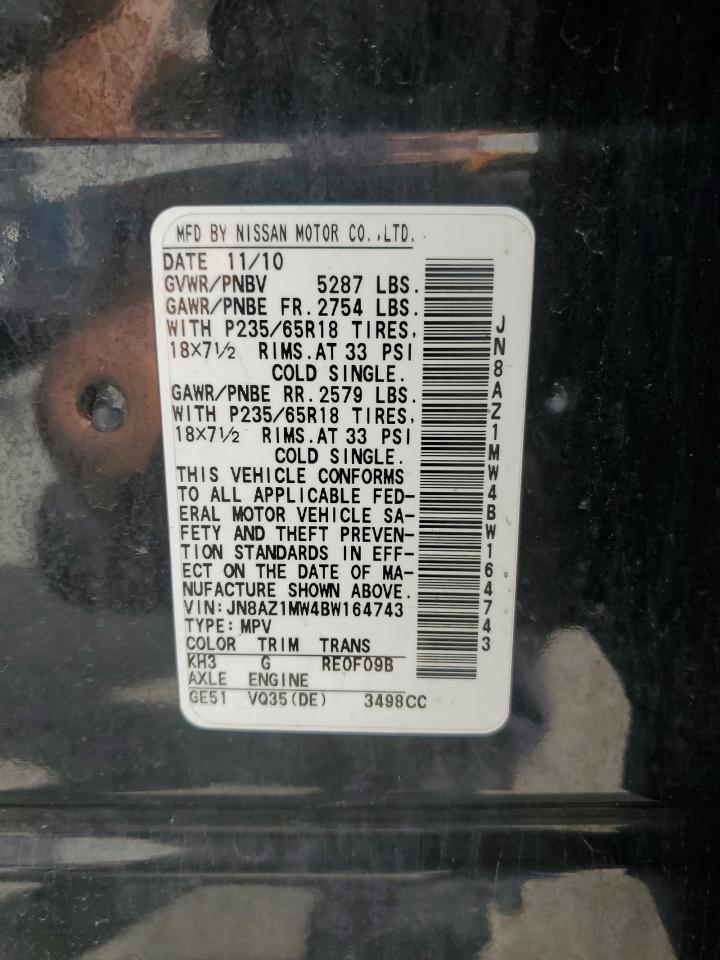 MFD BY NISSAN MOTOR CO.,LTD.
DATE 11/10
GVWR/PNBV 5287 LBS.
GAWR/PNBE FR. 2754 LBS.
WITH P235/65R18 TIRES,
18×7½ RIMS. AT 33 PSI
COLD SINGLE.
GAWR/PNBE RR. 2579 LBS.
WITH P235/65R18 TIRES,
18×7½ RIMS. AT 33 PSI
COLD SINGLE.
THIS VEHICLE CONFORMS
TO ALL APPLICABLE FED-
ERAL MOTOR VEHICLE SA-
FETY AND THEFT PREVEN-
TION STANDARDS IN EFF-
ECT ON THE DATE OF MA-
NUFACTURE SHOWN ABOVE.
VIN: JN8AZ1MW4BW164743
TYPE: MPV
COLOR TRIM TRANS
KH3 G RE0F09B
AXLE ENGINE
GE51 VQ35(DE) 3498CC
JN8AZ1MW4BW164743